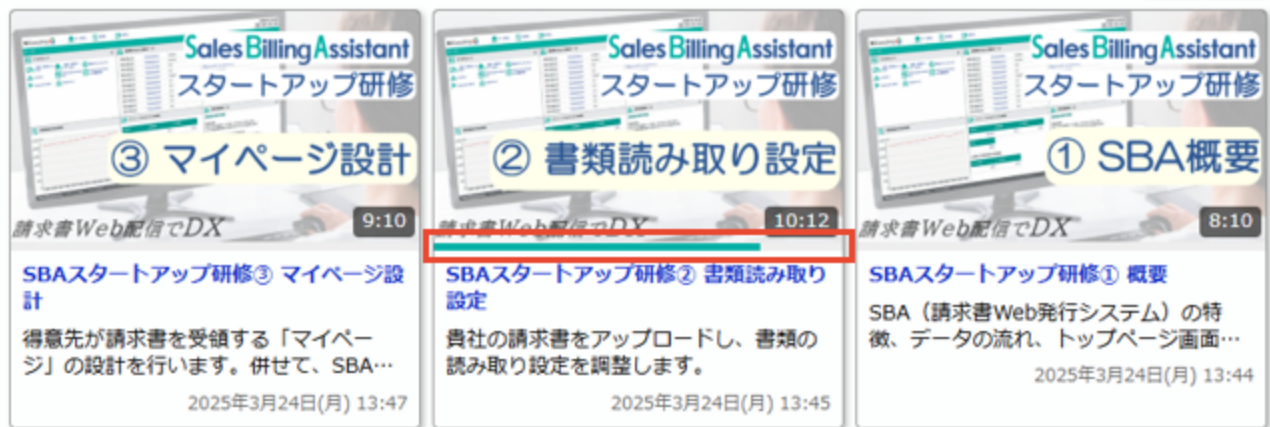 Sales Billing Assistant
スタートアップ研修
③ マイページ設計
請求書Web配信でDX
9:10
SBAスタートアップ研修③ マイページ設
計
得意先が請求書を受領する「マイペー
ジ」の設計を行います。併せて、SBA…
2025年3月24日(月) 13:47
Sales Billing Assistant
スタートアップ研修
② 書類読み取り設定
請求書Web配信でDX
10:12
SBAスタートアップ研修② 書類読み取り
設定
貴社の請求書をアップロードし、書類の
読み取り設定を調整します。
2025年3月24日(月) 13:45
Sales Billing Assistant
スタートアップ研修
① SBA概要
請求書Web配信でDX
8:10
SBAスタートアップ研修① 概要
SBA（請求書Web発行システム）の特
徴、データの流れ、トップページ画面…
2025年3月24日(月) 13:44